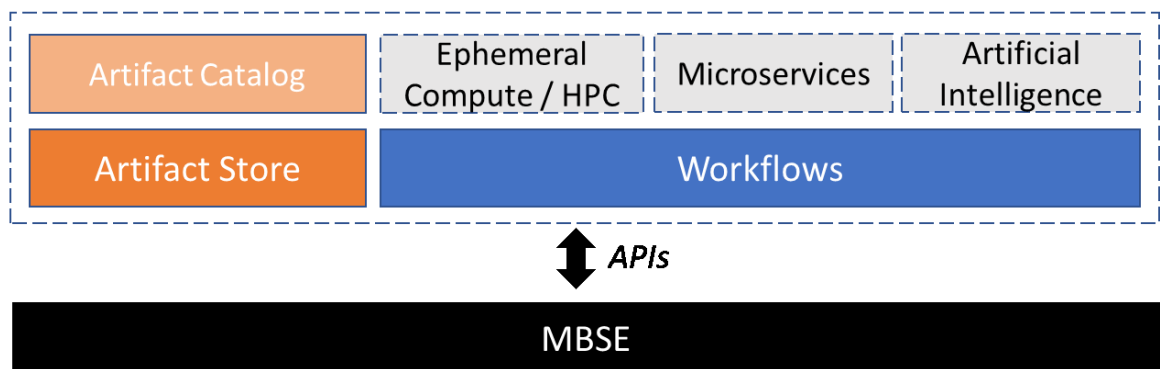 Artifact Catalog
Ephemeral
Compute / HPC
Microservices
Artificial
Intelligence
Artifact Store
Workflows
APIs
MBSE